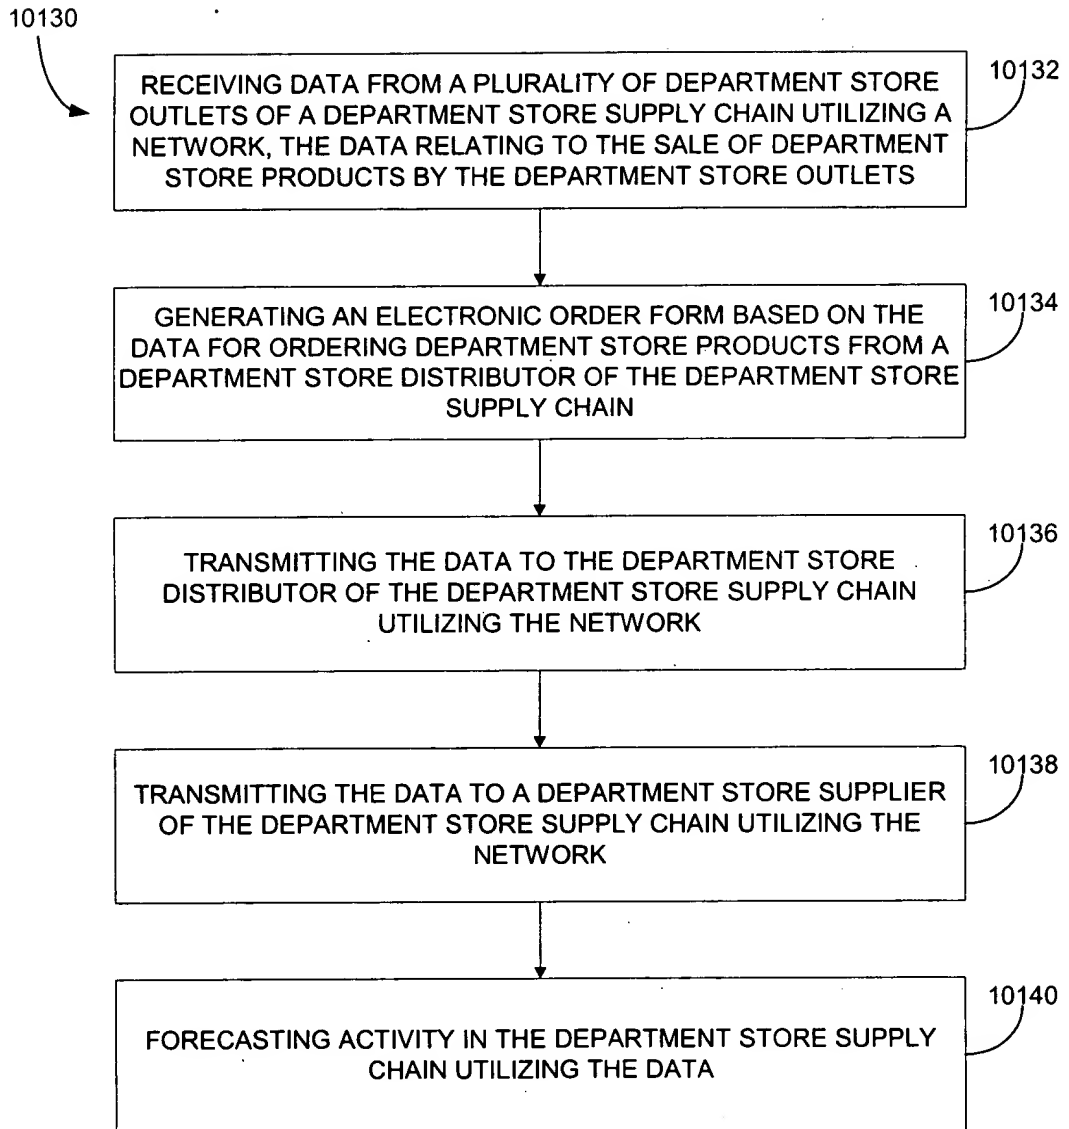 10130
RECEIVING DATA FROM A PLURALITY OF DEPARTMENT STORE
OUTLETS OF A DEPARTMENT STORE SUPPLY CHAIN UTILIZING A
NETWORK, THE DATA RELATING TO THE SALE OF DEPARTMENT
STORE PRODUCTS BY THE DEPARTMENT STORE OUTLETS
10132
GENERATING AN ELECTRONIC ORDER FORM BASED ON THE
DATA FOR ORDERING DEPARTMENT STORE PRODUCTS FROM A
DEPARTMENT STORE DISTRIBUTOR OF THE DEPARTMENT STORE
SUPPLY CHAIN
10134
TRANSMITTING THE DATA TO THE DEPARTMENT STORE
DISTRIBUTOR OF THE DEPARTMENT STORE SUPPLY CHAIN
UTILIZING THE NETWORK
10136
TRANSMITTING THE DATA TO A DEPARTMENT STORE SUPPLIER
OF THE DEPARTMENT STORE SUPPLY CHAIN UTILIZING THE
NETWORK
10138
FORECASTING ACTIVITY IN THE DEPARTMENT STORE SUPPLY
CHAIN UTILIZING THE DATA
10140